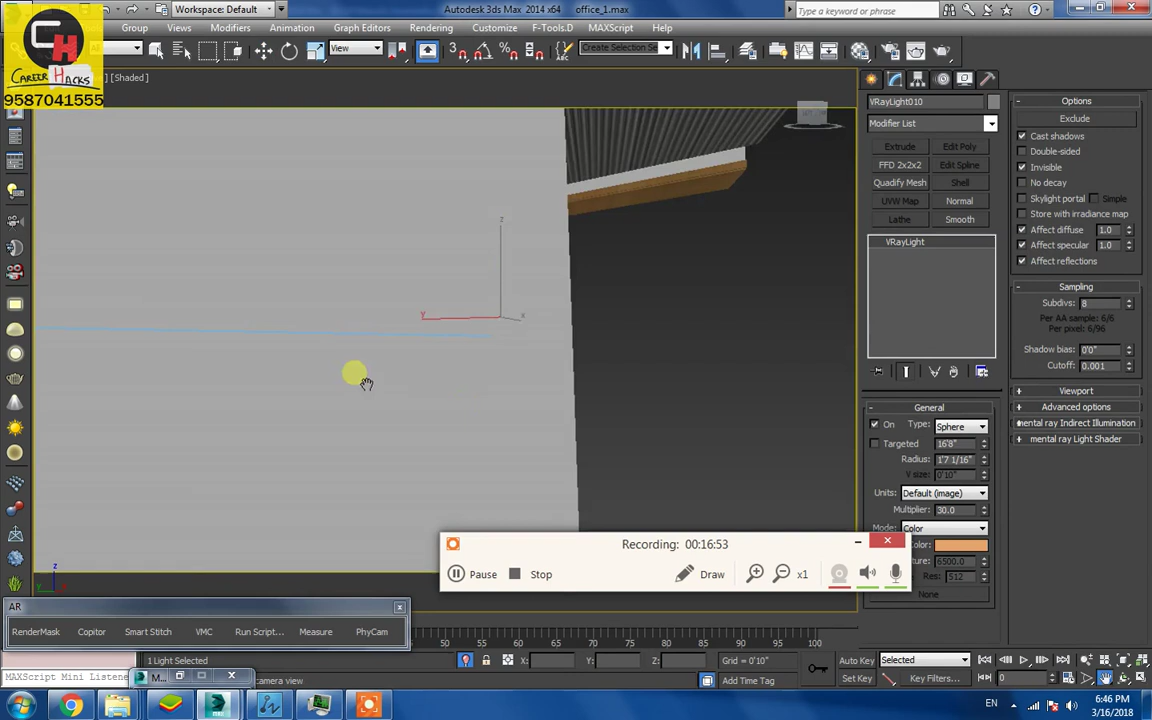 Autodesk 3ds Max 2014 x64    office_1.max
Workspace: Default
Type a keyword or phrase
Group Views Modifiers Animation Graph Editors Rendering Customize F-Tools.D MAXScript Help
View
Create Selection Se
CH
CAREER HACKS
9587041555
[Shaded]
VRayLight010
Modifier List
Extrude Edit Poly
FFD 2x2x2 Edit Spline
Quadify Mesh Shell
UVW Map Normal
Lathe Smooth
VRayLight
General
On Type: Sphere
Targeted 16'8"
Radius: 1'7 1/16"
V size: 0'10"
Units: Default (image)
Multiplier: 30.0
Mode: Color
Color:
6500.0
Res: 512
None
Options
Exclude
Cast shadows
Double-sided
Invisible
No decay
Skylight portal Simple
Store with irradiance map
Affect diffuse 1.0
Affect specular 1.0
Affect reflections
Sampling
Subdivs: 8
Per AA sample: 6/6
Per pixel: 6/96
Shadow bias: 0'0"
Cutoff: 0.001
Viewport
Advanced options
mental ray Indirect Illumination
mental ray Light Shader
z
y
x
z
Recording: 00:16:53
Pause Stop Draw x1
AR
RenderMask Copitor Smooth Stitch VMC Run Script... Measure PhyCam
45 50 55 60 65 70 75 80 85 90 95 100
1 Light Selected
X: Y: Z: Grid = 0'10"
Auto Key Selected
MAXScript Mini Listene
M...
camera view
Add Time Tag
Set Key Key Filters... 0
EN
6:46 PM
3/16/2018